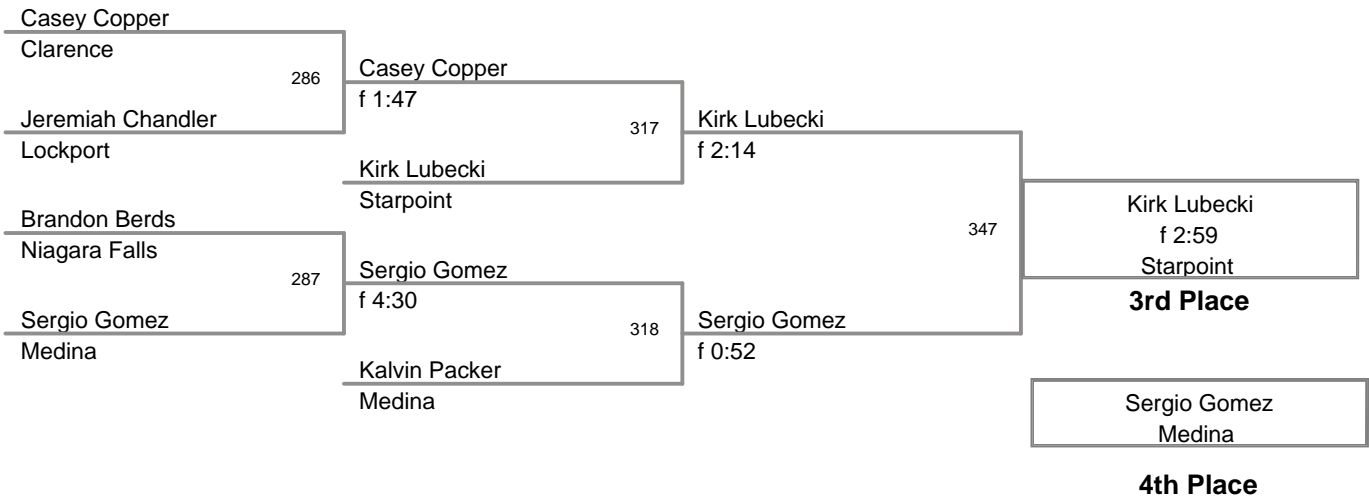 Casey Copper
Clarence
286
Casey Copper
f 1:47
Jeremiah Chandler
Lockport
317
Kirk Lubecki
f 2:14
Kirk Lubecki
Starpoint
Brandon Berds
Niagara Falls
347
Kirk Lubecki
f 2:59
Starpoint
3rd Place
287
Sergio Gomez
f 4:30
Sergio Gomez
Medina
318
Sergio Gomez
f 0:52
Kalvin Packer
Medina
Sergio Gomez
Medina
4th Place